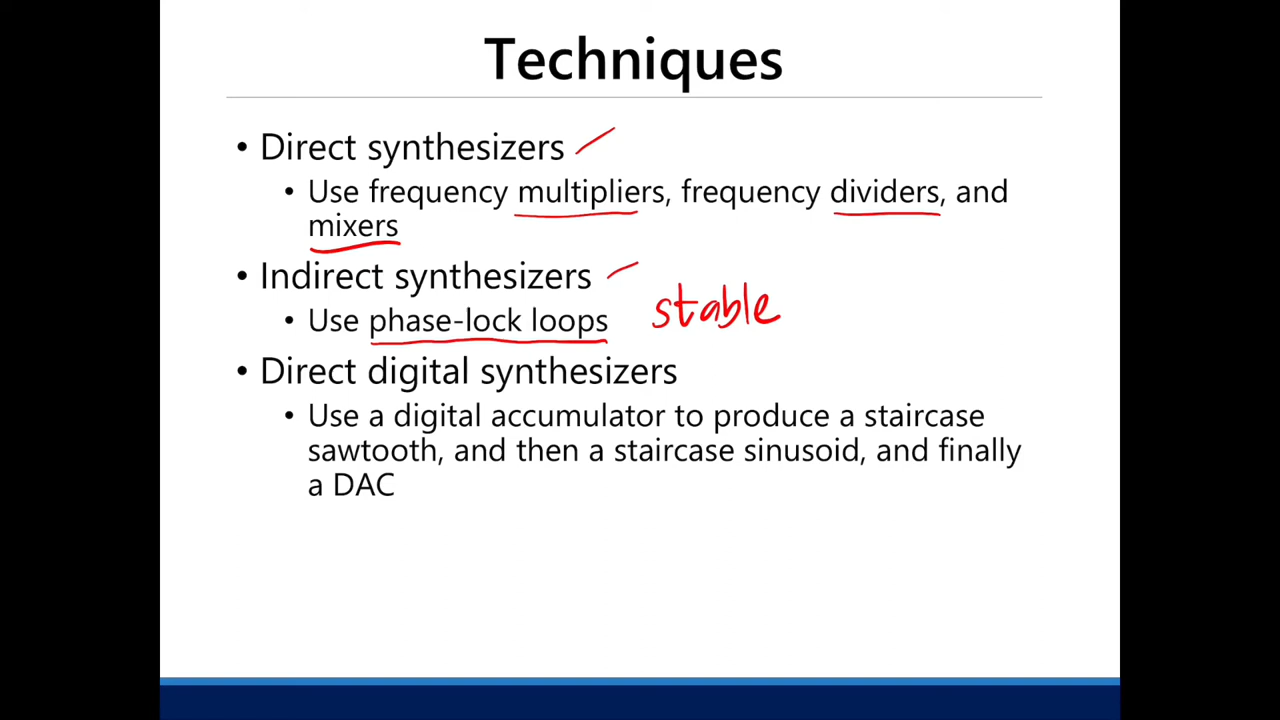 Techniques
• Direct synthesizers
• Use frequency multipliers, frequency dividers, and
mixers
• Indirect synthesizers
• Use phase-lock loops
stable
• Direct digital synthesizers
• Use a digital accumulator to produce a staircase
sawtooth, and then a staircase sinusoid, and finally
a DAC